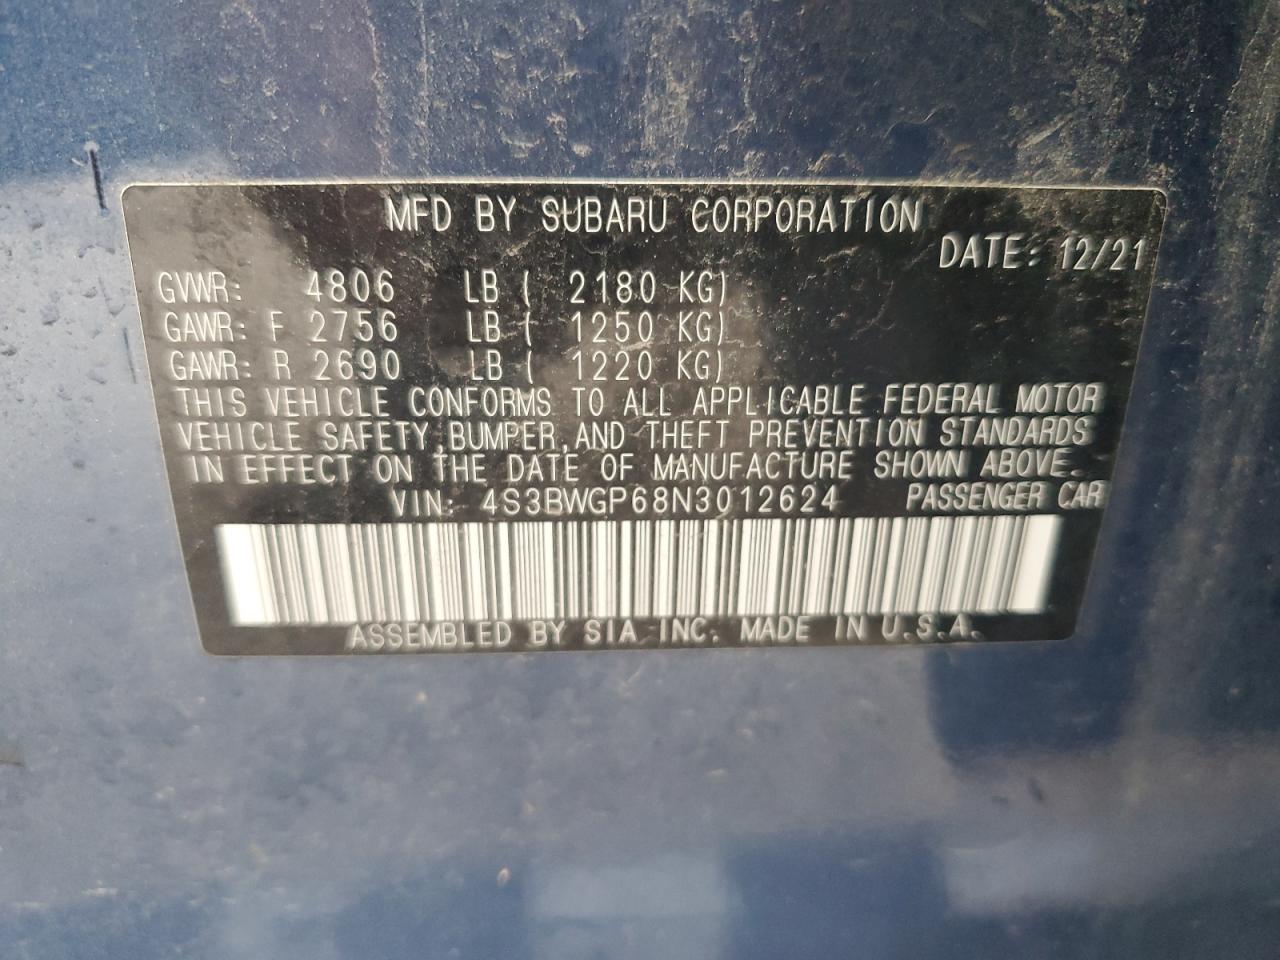 MFD BY SUBARU CORPORATION
DATE: 12/21
GVWR: 4806 LB ( 2180 KG)
GAWR: F 2756 LB ( 1250 KG)
GAWR: R 2690 LB ( 1220 KG)
THIS VEHICLE CONFORMS TO ALL APPLICABLE FEDERAL MOTOR
VEHICLE SAFETY, BUMPER, AND THEFT PREVENTION STANDARDS
IN EFFECT ON THE DATE OF MANUFACTURE SHOWN ABOVE.
VIN: 4S3BWGP68N3012624 PASSENGER CAR
ASSEMBLED BY SIA INC. MADE IN U.S.A.